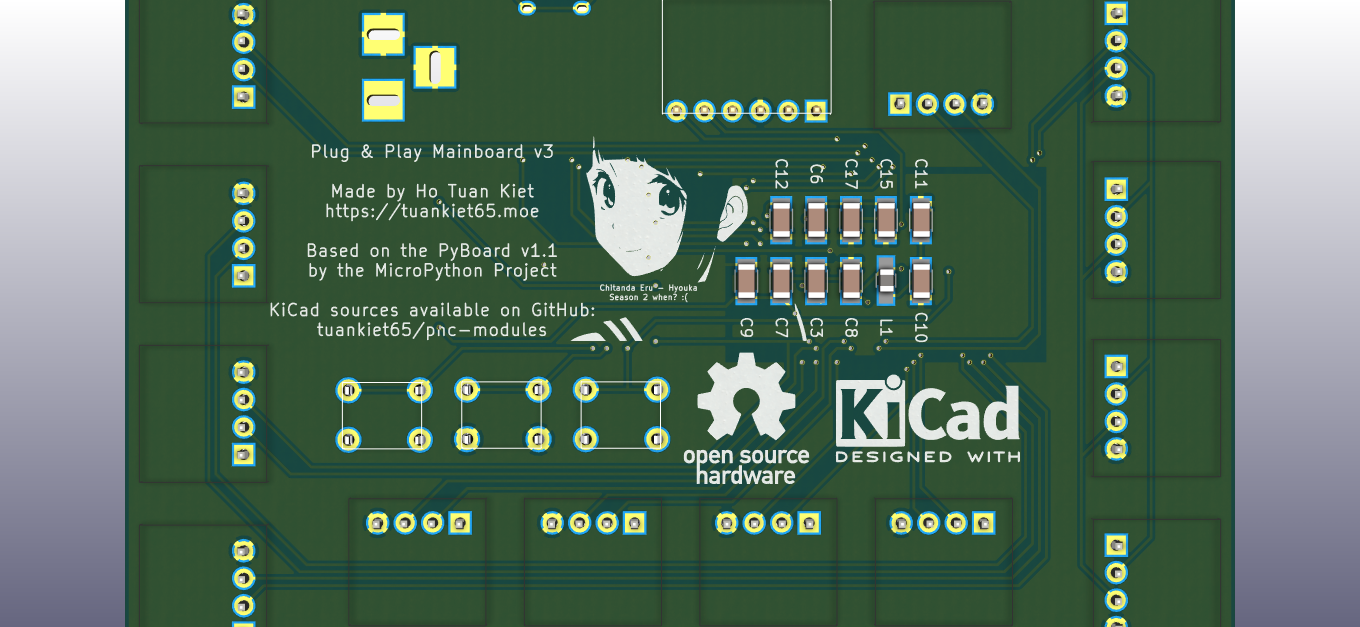 Plug & Play Mainboard v3
Made by Ho Tuan Kiet
https://tuankiet65.moe
Based on the PyBoard v1.1
by the MicroPython Project
KiCad sources available on GitHub:
tuankiet65/pnc-modules
Chitanda Eru®- Hyouka
Season 2 when? :(
C12 C6 C17 C15 C11
C9 C7 C3 C8 L1 C10
open source
hardware
KiCad
DESIGNED WITH